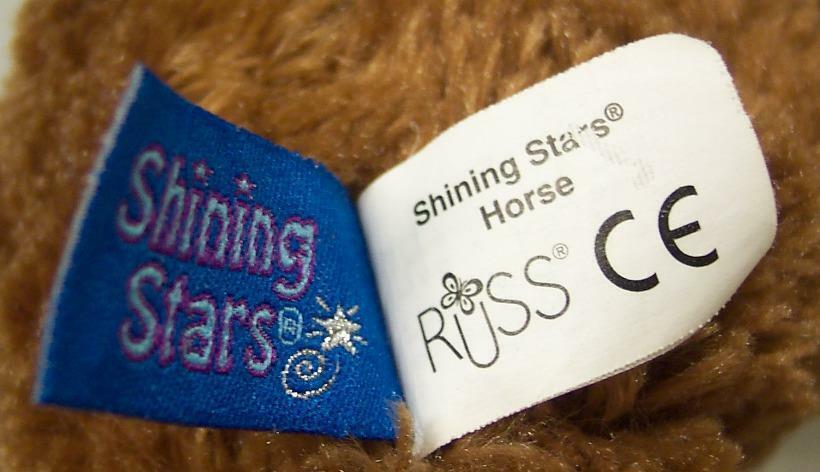 Shining
Stars®
Shining Stars®
Horse
RUSS® CE